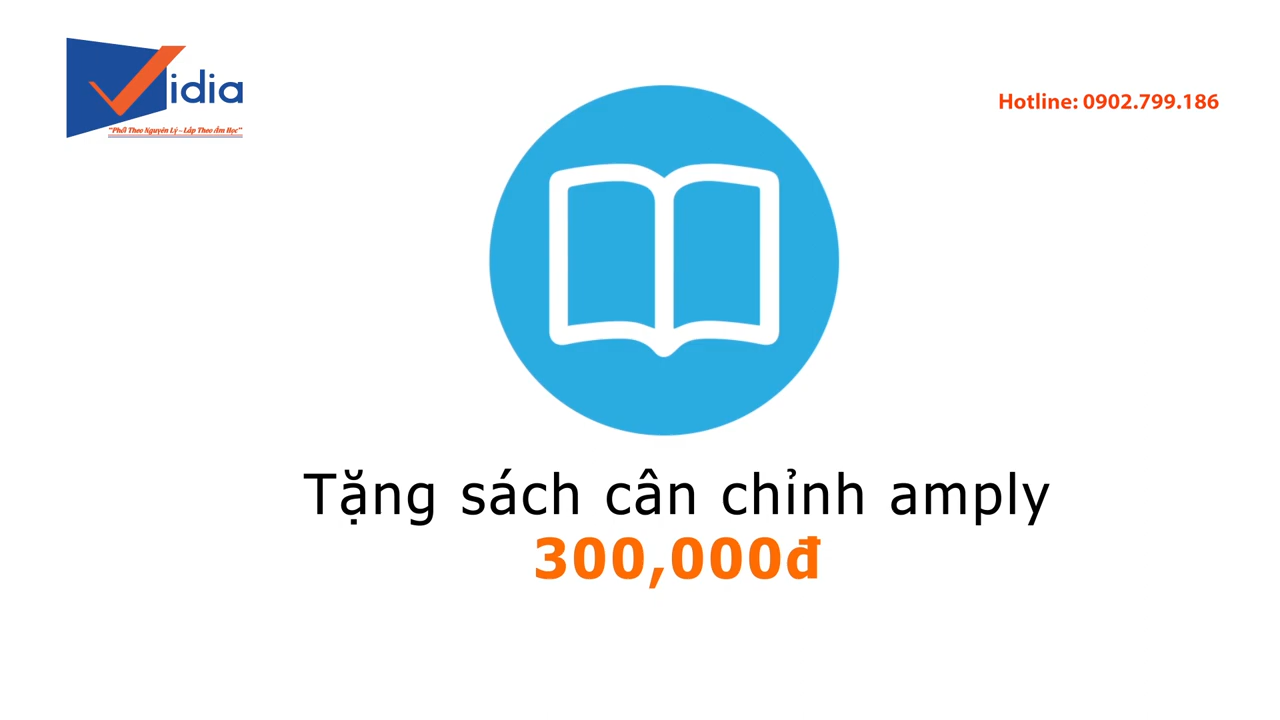 Vidia
"Phối Theo Nguyên Lý - Lắp Theo Âm Học"
Hotline: 0902.799.186
Tặng sách cân chỉnh amply
300,000đ